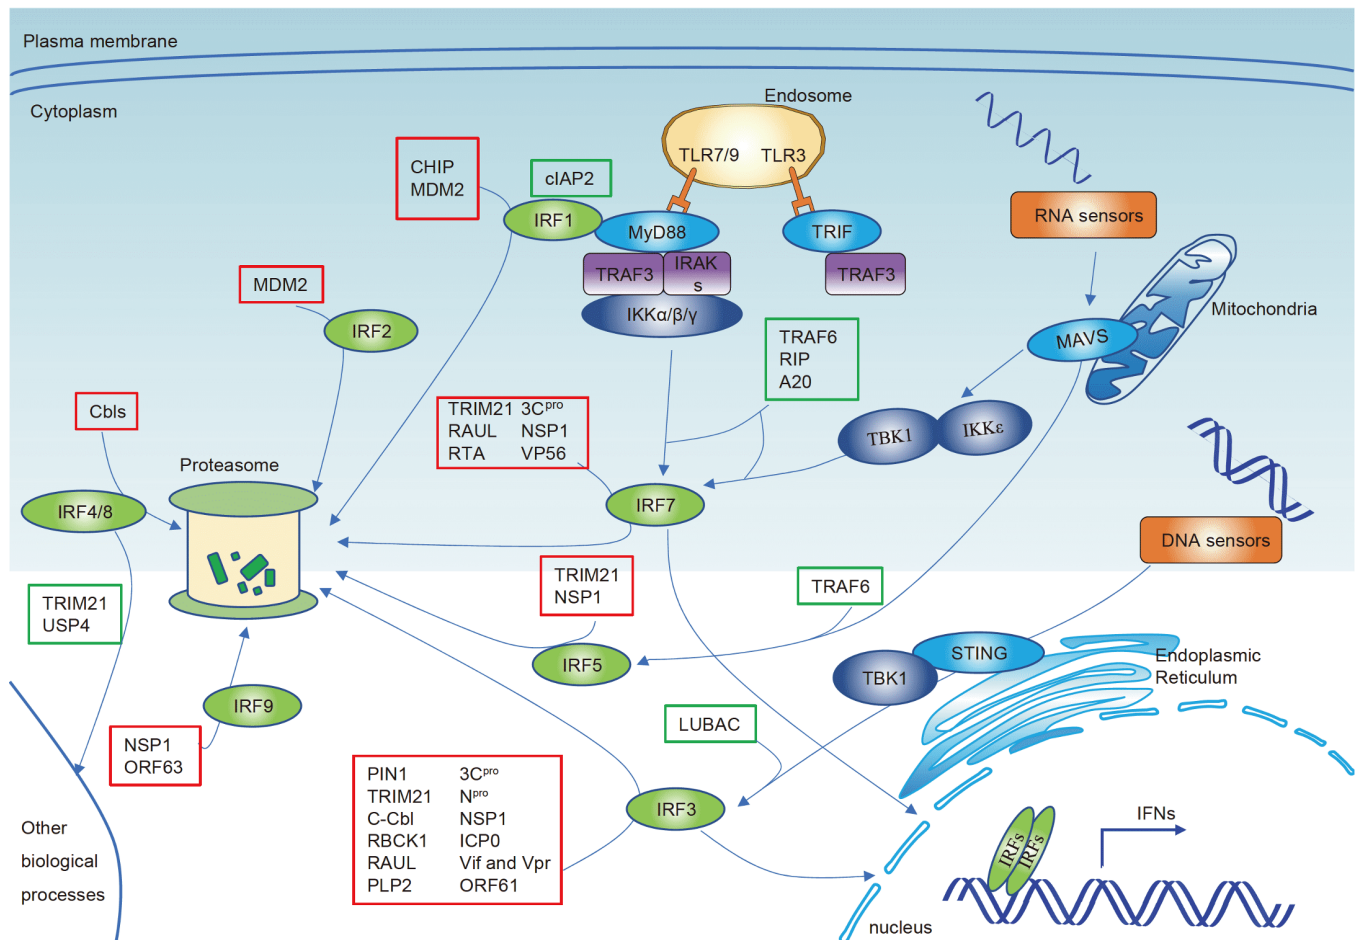 Plasma membrane
Cytoplasm
Endosome
TLR7/9 TLR3
CHIP
MDM2
cIAP2
IRF1
MyD88
TRIF
RNA sensors
TRAF3
IRAK
s
TRAF3
MDM2
IRF2
IKKα/β/γ
Mitochondria
MAVS
TRAF6
RIP
A20
Cbls
TRIM21 3Cpro
RAUL NSP1
RTA VP56
TBK1
IKKε
Proteasome
IRF4/8
IRF7
DNA sensors
TRIM21
NSP1
TRAF6
TRIM21
USP4
IRF5
STING
TBK1
Endoplasmic
Reticulum
IRF9
LUBAC
NSP1
ORF63
PIN1 3Cpro
TRIM21 Npro
C-Cbl NSP1
RBCK1 ICP0
RAUL Vif and Vpr
PLP2 ORF61
IRF3
IFNs
IRFs
IRFs
Other
biological
processes
nucleus